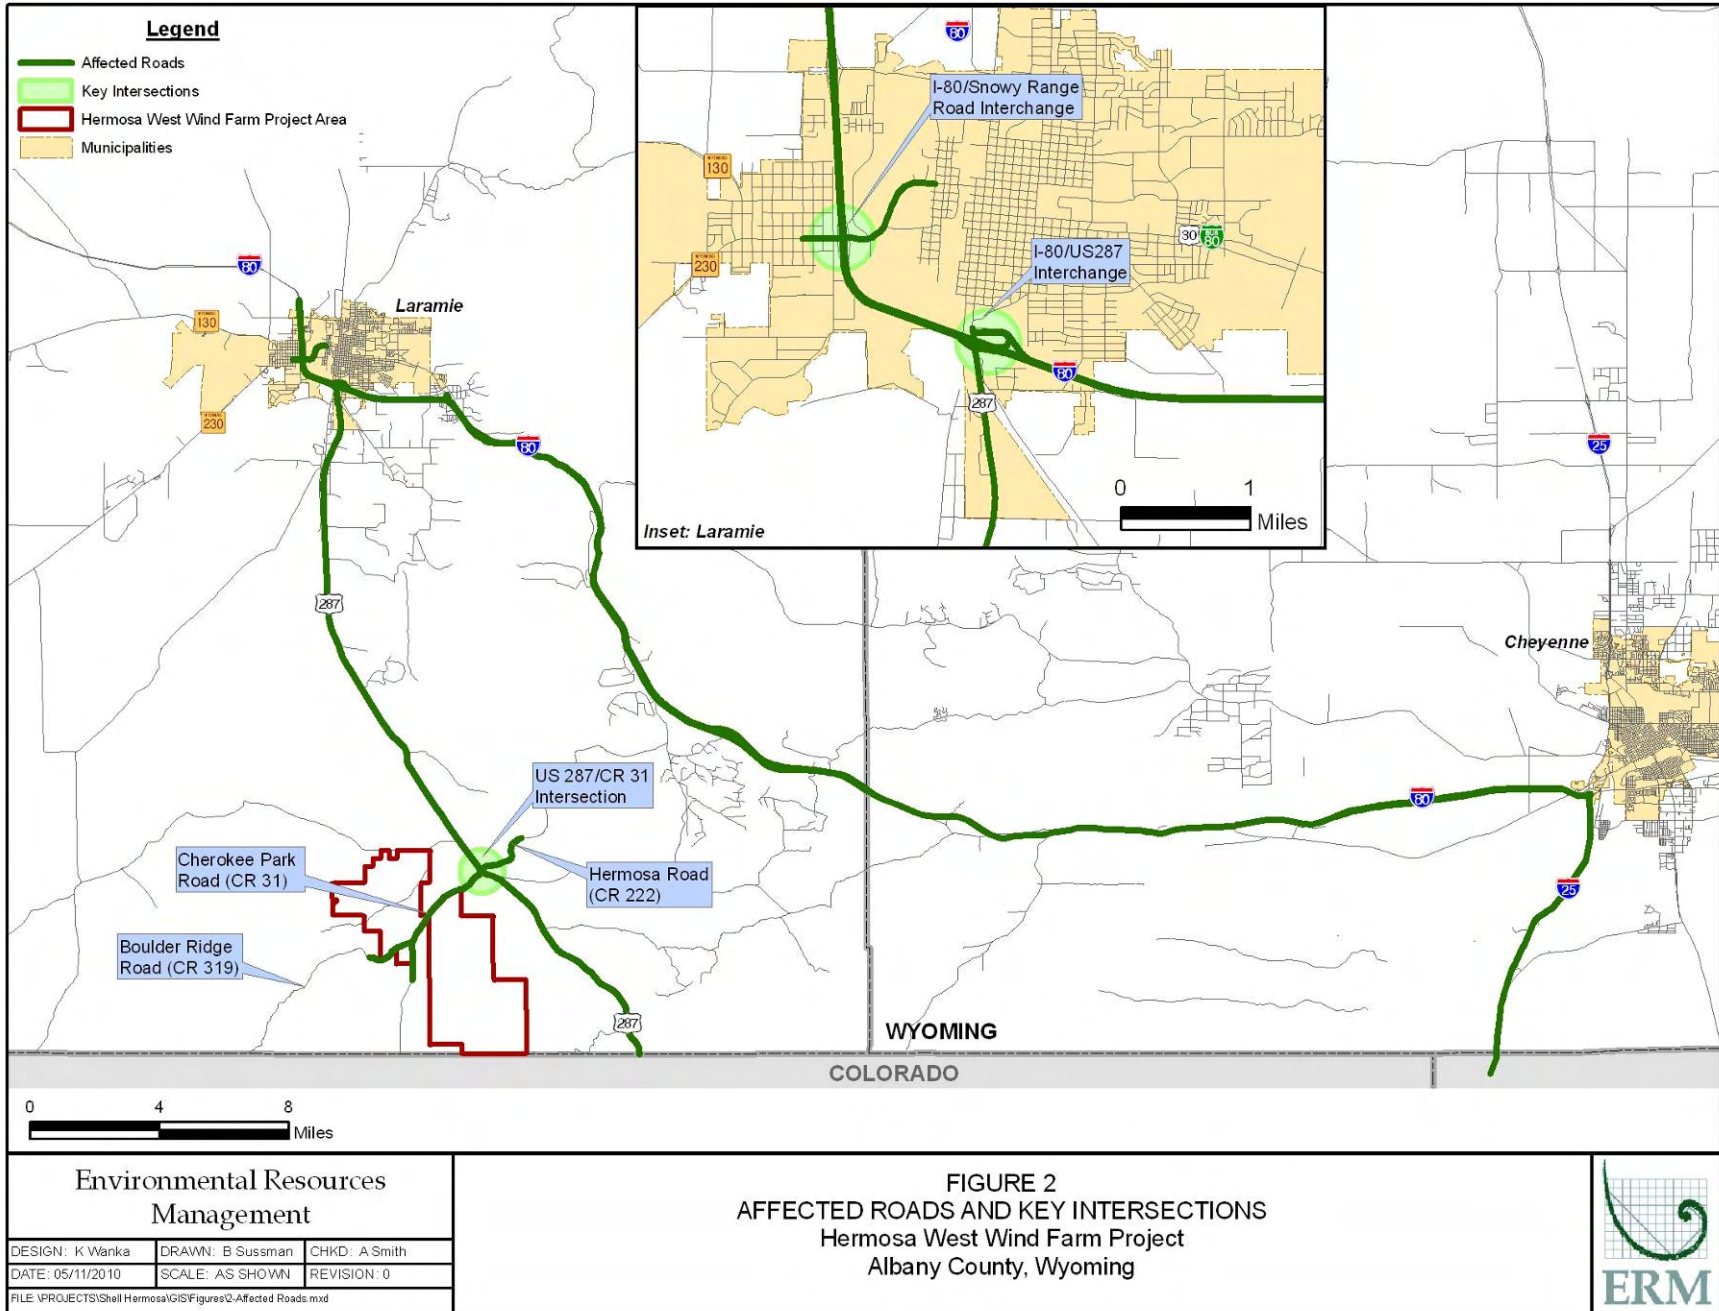 Legend
Affected Roads
Key Intersections
Hermosa West Wind Farm Project Area
Municipalities
80
I-80/Snowy Range
Road Interchange
WYOMING
130
WYOMING
230
30
BUS
80
I-80/US287
Interchange
80
287
0 1
Miles
Inset: Laramie
80
Laramie
WYOMING
130
WYOMING
230
80
25
287
Cheyenne
US 287/CR 31
Intersection
80
Cherokee Park
Road (CR 31)
Hermosa Road
(CR 222)
25
Boulder Ridge
Road (CR 319)
287
WYOMING
COLORADO
0 4 8
Miles
Environmental Resources
Management
DESIGN: K Wanka DRAWN: B Sussman CHKD: A Smith
DATE: 05/11/2010 SCALE: AS SHOWN REVISION: 0
FILE: \PROJECTS\Shell Hermosa\GIS\Figures\2-Affected Roads.mxd
FIGURE 2
AFFECTED ROADS AND KEY INTERSECTIONS
Hermosa West Wind Farm Project
Albany County, Wyoming
ERM